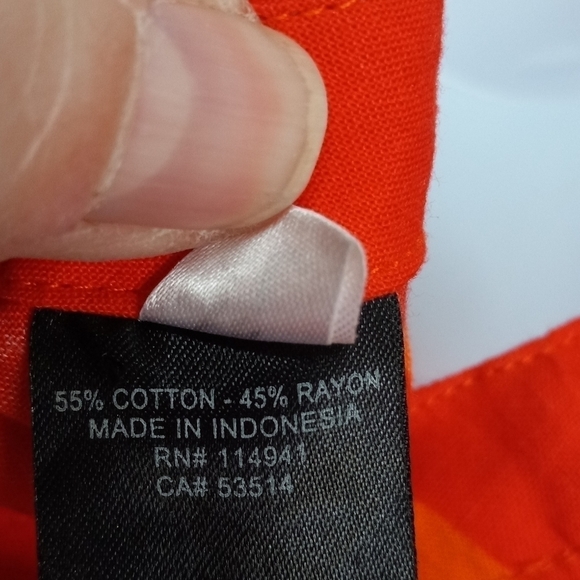 55% COTTON - 45% RAYON
MADE IN INDONESIA
RN# 114941
CA# 53514